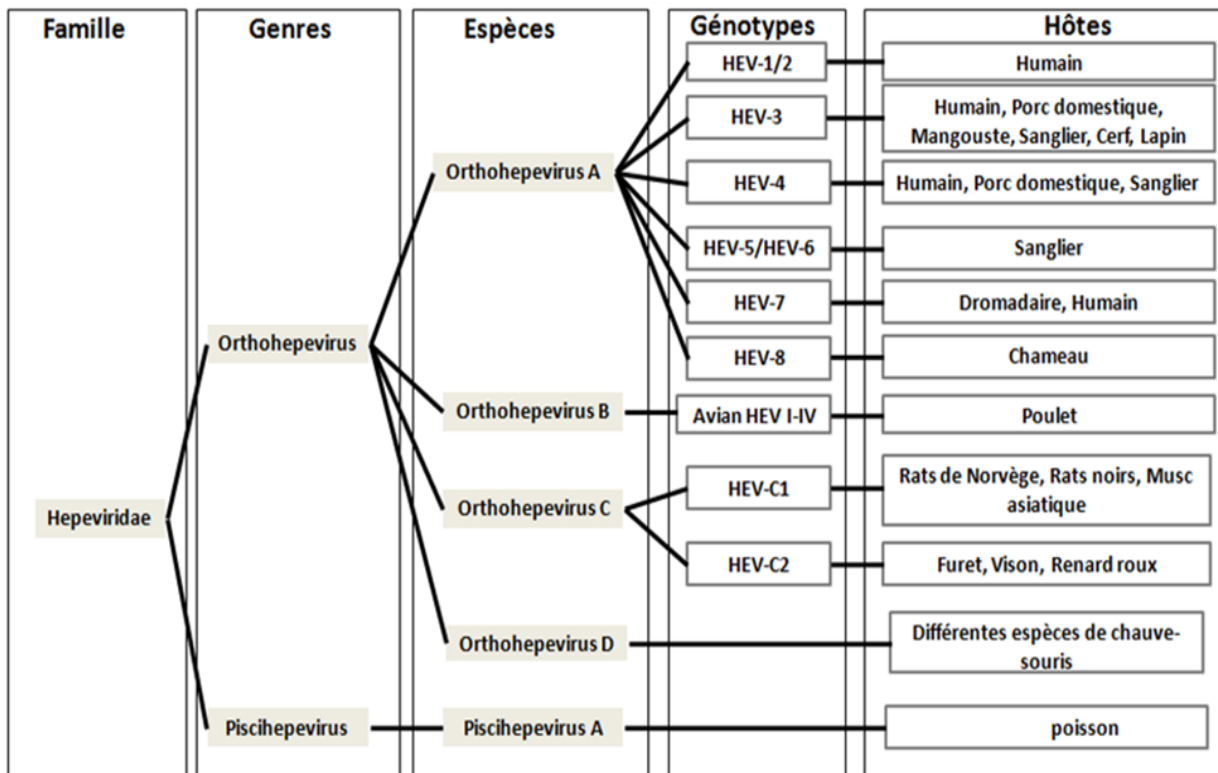 Famille
Genres
Espèces
Génotypes
Hôtes
HEV-1/2
Humain
HEV-3
Humain, Porc domestique,
Mangouste, Sanglier, Cerf, Lapin
Orthohepevirus A
HEV-4
Humain, Porc domestique, Sanglier
HEV-5/HEV-6
Sanglier
HEV-7
Dromadaire, Humain
Orthohepevirus
HEV-8
Chameau
Orthohepevirus B
Avian HEV I-IV
Poulet
HEV-C1
Rats de Norvège, Rats noirs, Musc
asiatique
Orthohepevirus C
Hepeviridae
HEV-C2
Furet, Vison, Renard roux
Orthohepevirus D
Différentes espèces de chauve-
souris
Piscihepevirus
Piscihepevirus A
poisson